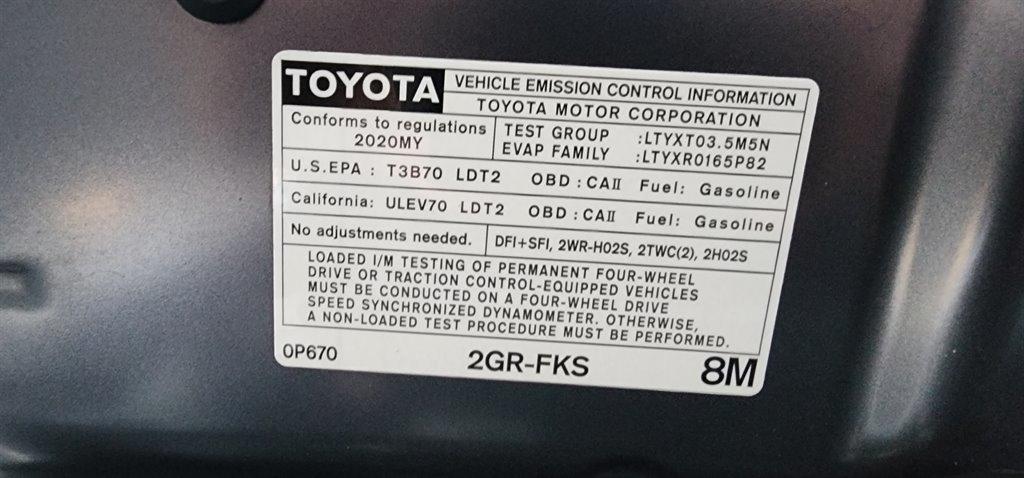 TOYOTA VEHICLE EMISSION CONTROL INFORMATION
TOYOTA MOTOR CORPORATION
Conforms to regulations
2020MY
TEST GROUP :LTYXT03.5M5N
EVAP FAMILY :LTYXR0165P82
U.S.EPA : T3B70 LDT2 OBD : CAII Fuel: Gasoline
California: ULEV70 LDT2 OBD : CAII Fuel: Gasoline
No adjustments needed. DFI+SFI, 2WR-HO2S, 2TWC(2), 2HO2S
LOADED I/M TESTING OF PERMANENT FOUR-WHEEL
DRIVE OR TRACTION CONTROL-EQUIPPED VEHICLES
MUST BE CONDUCTED ON A FOUR-WHEEL DRIVE
SPEED SYNCHRONIZED DYNAMOMETER. OTHERWISE,
A NON-LOADED TEST PROCEDURE MUST BE PERFORMED.
0P670 2GR-FKS 8M